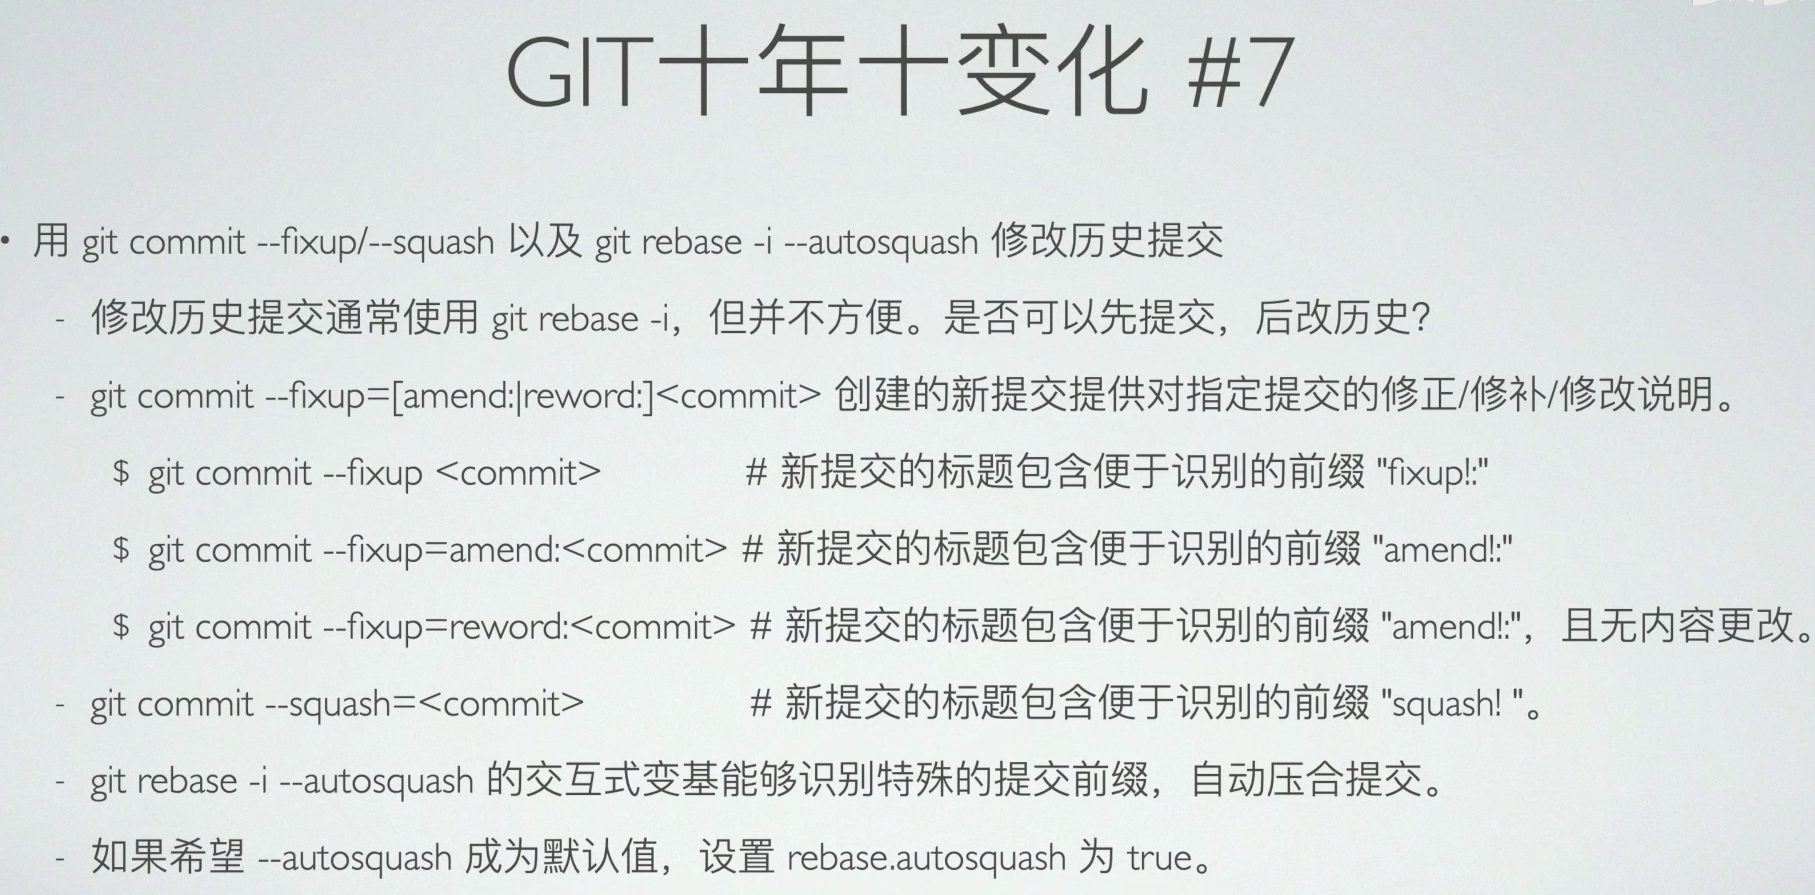 GIT十年十变化 #7
• 用 git commit --fixup/--squash 以及 git rebase -i --autosquash 修改历史提交
- 修改历史提交通常使用 git rebase -i，但并不方便。是否可以先提交，后改历史？
- git commit --fixup=[amend:|reword:]<commit> 创建的新提交提供对指定提交的修正/修补/修改说明。
$ git commit --fixup <commit> # 新提交的标题包含便于识别的前缀 "fixup!:"
$ git commit --fixup=amend:<commit> # 新提交的标题包含便于识别的前缀 "amend!:"
$ git commit --fixup=reword:<commit> # 新提交的标题包含便于识别的前缀 "amend!:"，且无内容更改。
- git commit --squash=<commit> # 新提交的标题包含便于识别的前缀 "squash! "。
- git rebase -i --autosquash 的交互式变基能够识别特殊的提交前缀，自动压合提交。
- 如果希望 --autosquash 成为默认值，设置 rebase.autosquash 为 true。